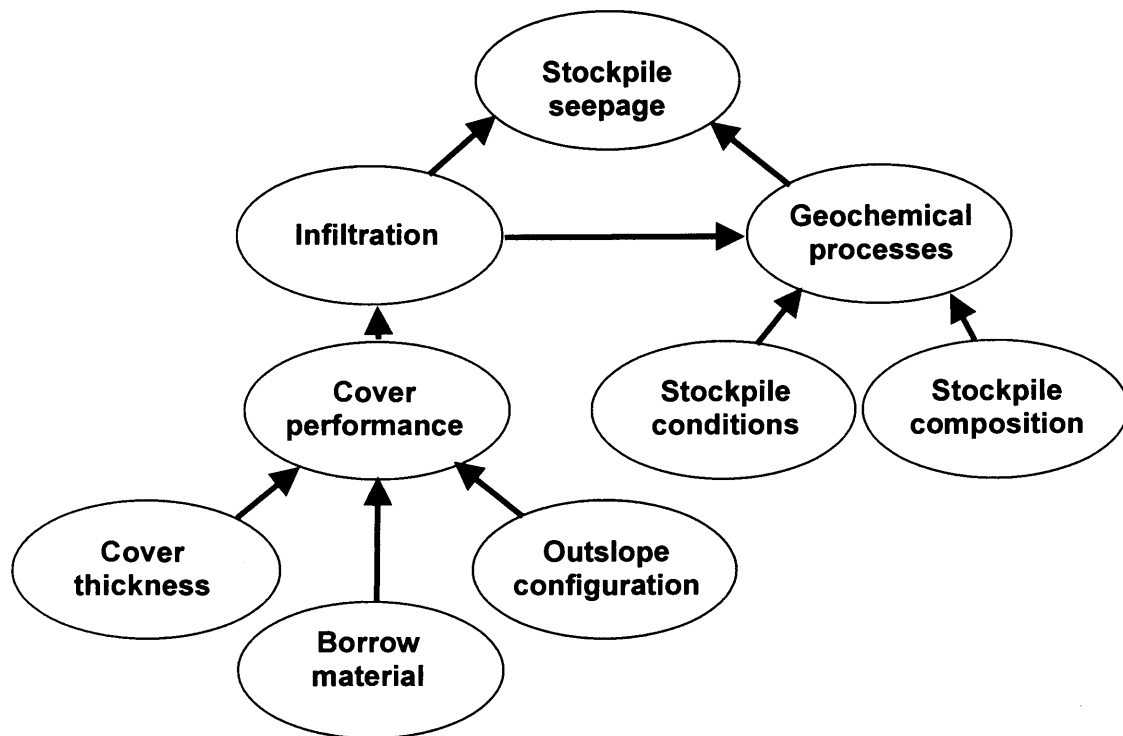 Stockpile
seepage
Infiltration
Geochemical
processes
Cover
performance
Stockpile
conditions
Stockpile
composition
Cover
thickness
Outslope
configuration
Borrow
material